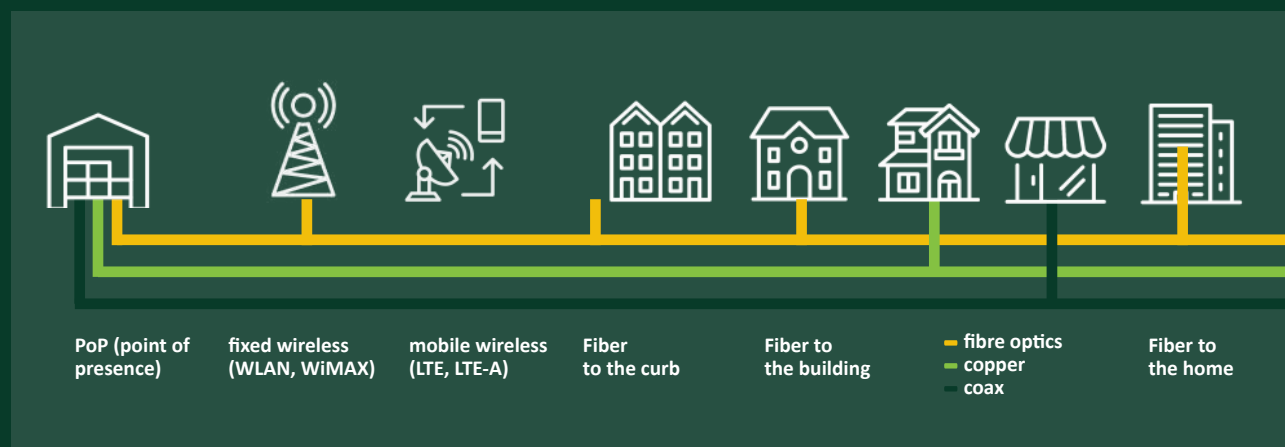 PoP (point of
presence)
fixed wireless
(WLAN, WiMAX)
mobile wireless
(LTE, LTE-A)
Fiber
to the curb
Fiber to
the building
fibre optics
copper
coax
Fiber to
the home